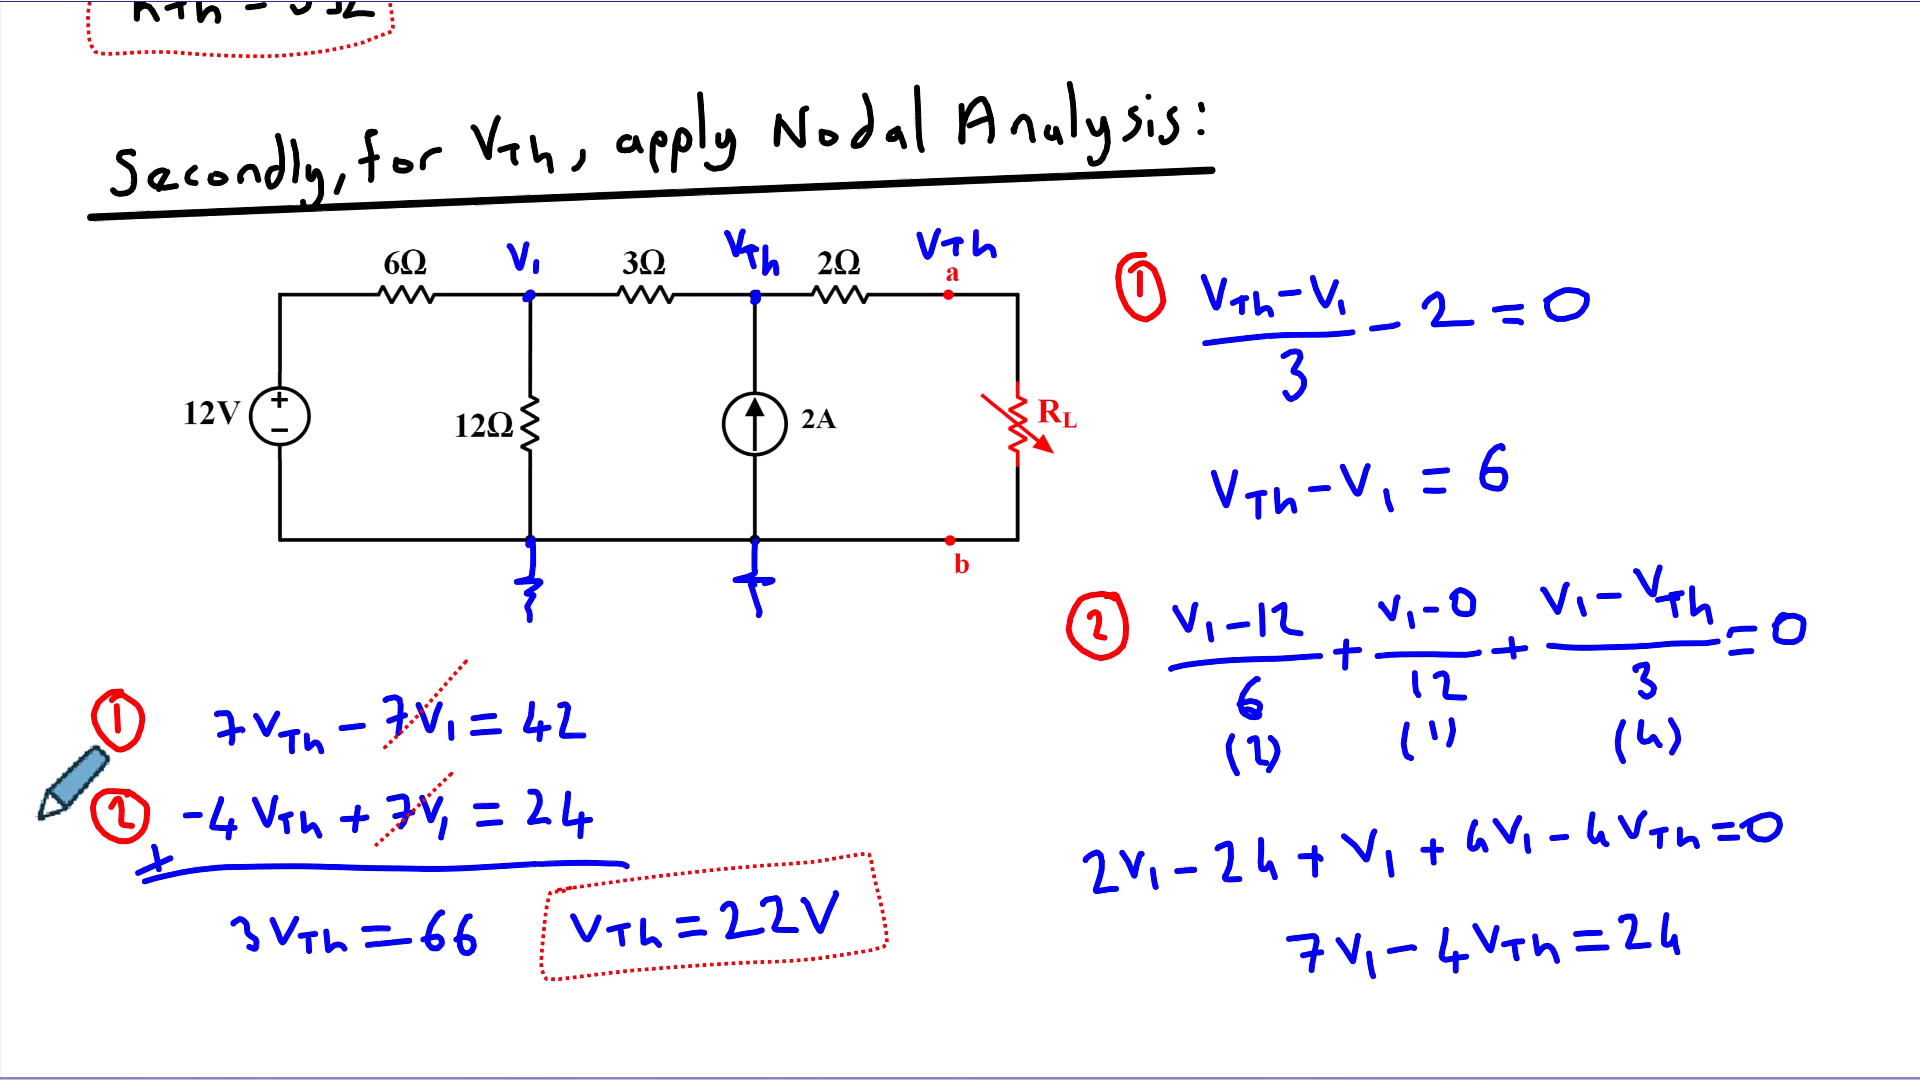 Secondly, for VTh, apply Nodal Analysis:
6Ω V1 3Ω VTh 2Ω VTh
a
12V + − 12Ω 2A RL
b
① (VTh − V1)/3 − 2 = 0
VTh − V1 = 6
② (V1 − 12)/6 + (V1 − 0)/12 + (V1 − VTh)/3 = 0
(2) (1) (4)
2V1 − 24 + V1 + 4V1 − 4VTh = 0
7V1 − 4VTh = 24
① 7VTh − 7V1 = 42
② −4VTh + 7V1 = 24
+
3VTh = 66 VTh = 22V